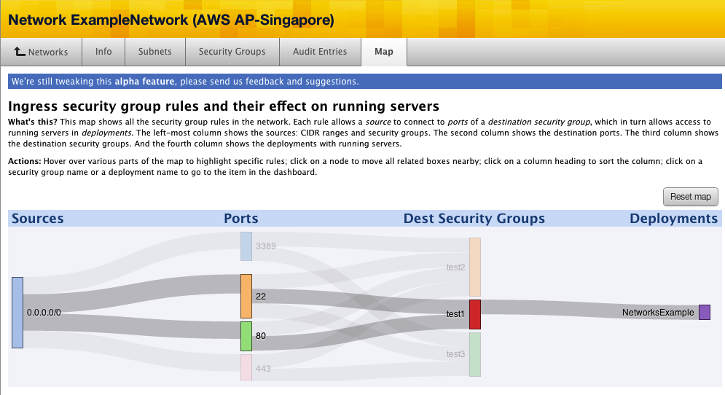 Network ExampleNetwork (AWS AP-Singapore)
Networks Info Subnets Security Groups Audit Entries Map
We're still tweaking this alpha feature, please send us feedback and suggestions.
Ingress security group rules and their effect on running servers
What's this? This map shows all the security group rules in the network. Each rule allows a source to connect to ports of a destination security group, which in turn allows access to
running servers in deployments. The left-most column shows the sources: CIDR ranges and security groups. The second column shows the destination ports. The third column shows
the destination security groups. And the fourth column shows the deployments with running servers.
Actions: Hover over various parts of the map to highlight specific rules; click on a node to move all related boxes nearby; click on a column heading to sort the column; click on a
security group name or a deployment name to go to the item in the dashboard.
Reset map
Sources Ports Dest Security Groups Deployments
3389
test2
22
0.0.0.0/0 test1 NetworksExample
80
test3
443